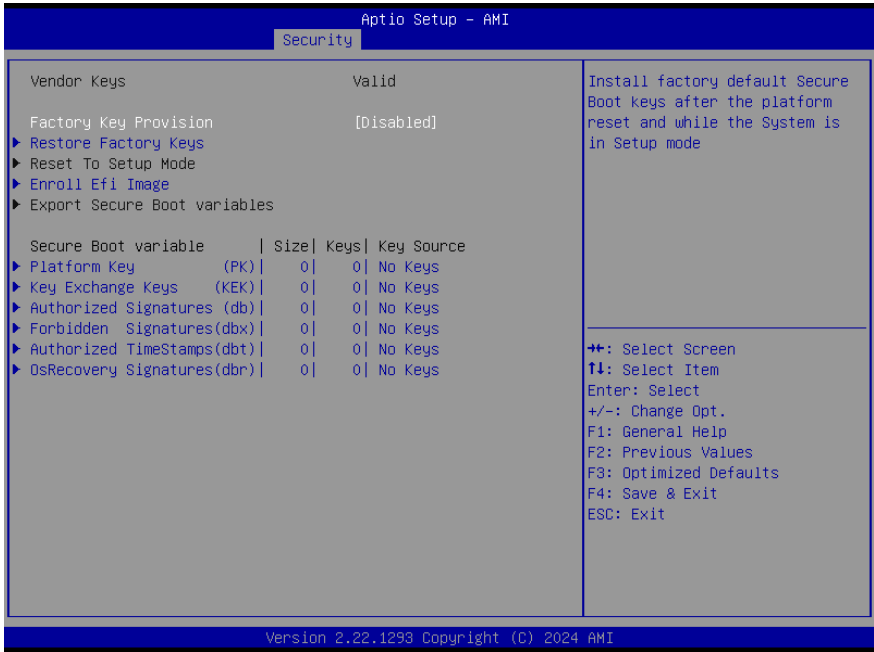 Aptio Setup – AMI
Security
Vendor Keys Valid
Factory Key Provision [Disabled]
Restore Factory Keys
Reset To Setup Mode
Enroll Efi Image
Export Secure Boot variables
Secure Boot variable | Size| Keys| Key Source
Platform Key (PK)| 0| 0| No Keys
Key Exchange Keys (KEK)| 0| 0| No Keys
Authorized Signatures (db)| 0| 0| No Keys
Forbidden Signatures(dbx)| 0| 0| No Keys
Authorized TimeStamps(dbt)| 0| 0| No Keys
OsRecovery Signatures(dbr)| 0| 0| No Keys
Install factory default Secure
Boot keys after the platform
reset and while the System is
in Setup mode
→←: Select Screen
↑↓: Select Item
Enter: Select
+/-: Change Opt.
F1: General Help
F2: Previous Values
F3: Optimized Defaults
F4: Save & Exit
ESC: Exit
Version 2.22.1293 Copyright (C) 2024 AMI